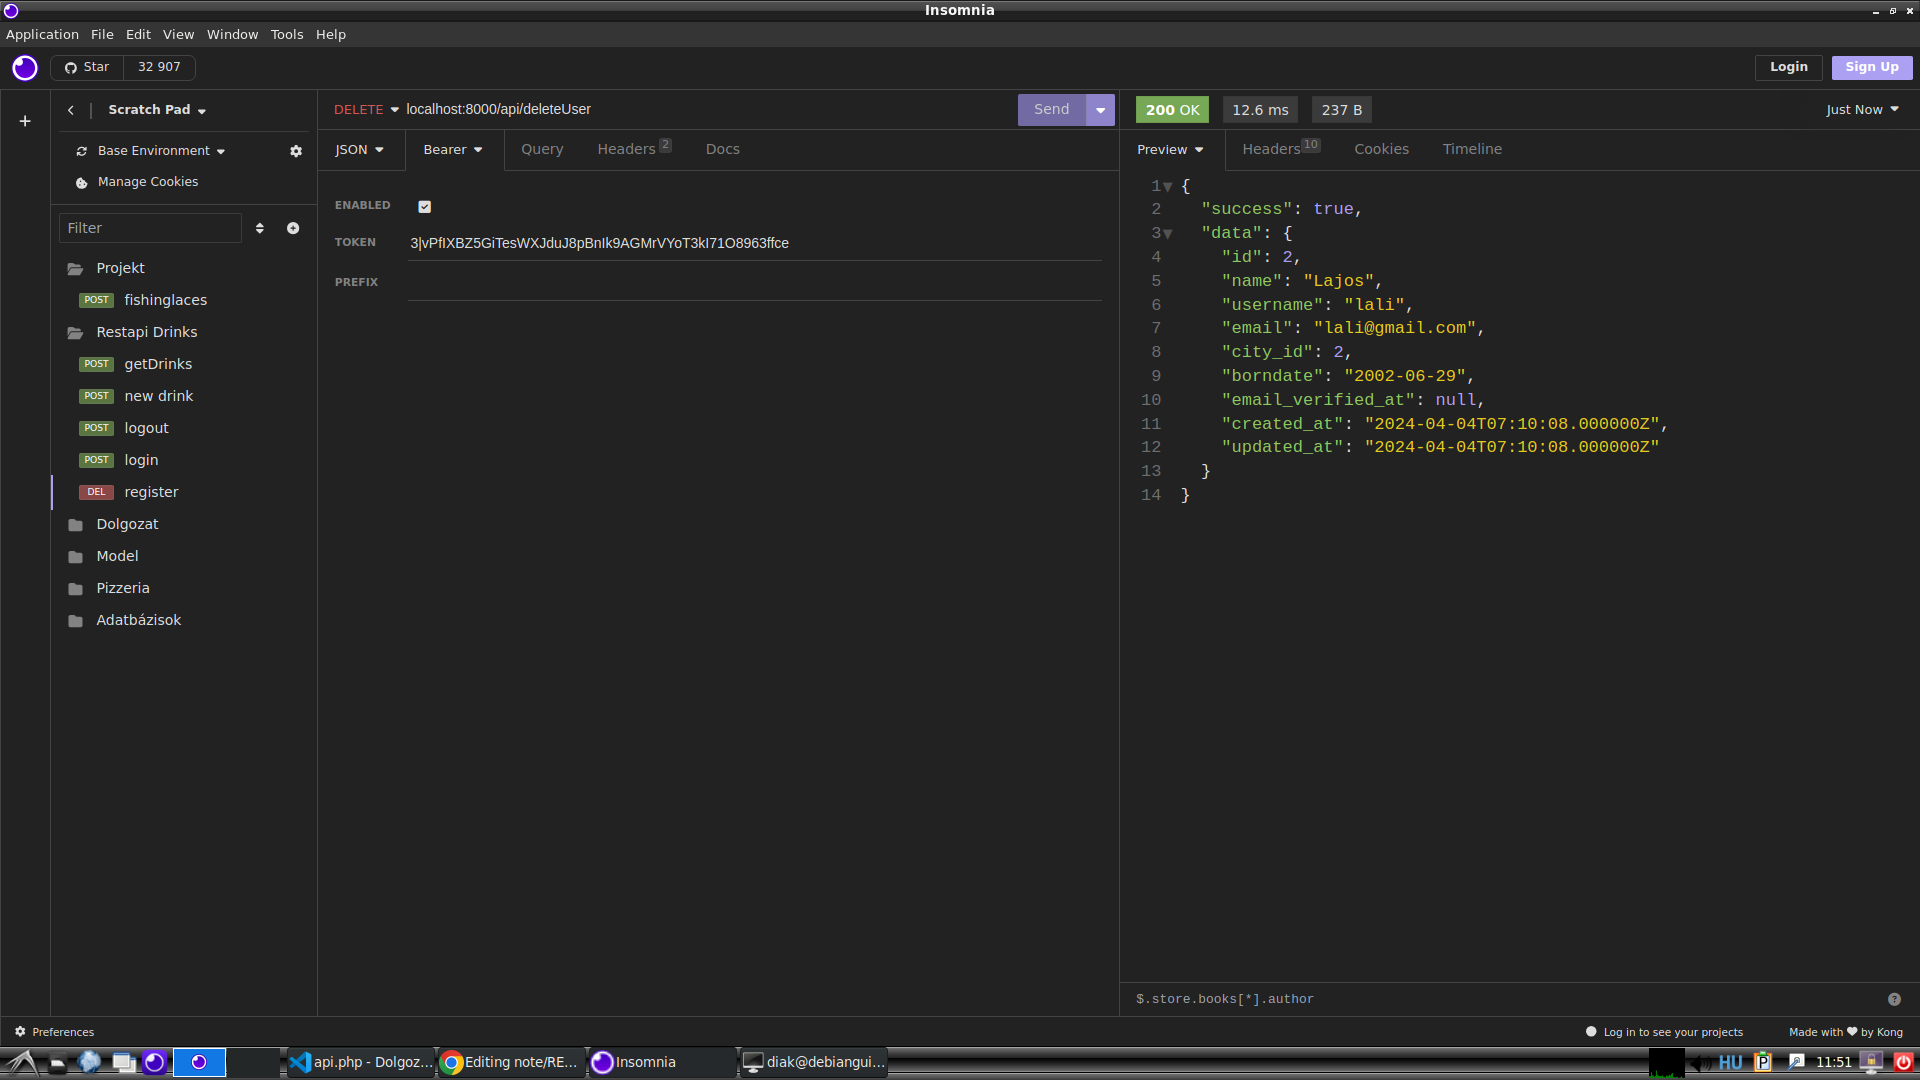 Insomnia
Application File Edit View Window Tools Help
Star 32 907
Login Sign Up
Scratch Pad
Base Environment
Manage Cookies
Filter
Projekt
POST fishinglaces
Restapi Drinks
POST getDrinks
POST new drink
POST logout
POST login
DEL register
Dolgozat
Model
Pizzeria
Adatbázisok
DELETE localhost:8000/api/deleteUser Send
JSON Bearer Query Headers 2 Docs
ENABLED
TOKEN 3|vPfIXBZ5GiTesWXJduJ8pBnIk9AGMrVYoT3kI71O8963ffce
PREFIX
200 OK 12.6 ms 237 B Just Now
Preview Headers 10 Cookies Timeline
1 {
2 "success": true,
3 "data": {
4 "id": 2,
5 "name": "Lajos",
6 "username": "lali",
7 "email": "lali@gmail.com",
8 "city_id": 2,
9 "borndate": "2002-06-29",
10 "email_verified_at": null,
11 "created_at": "2024-04-04T07:10:08.000000Z",
12 "updated_at": "2024-04-04T07:10:08.000000Z"
13 }
14 }
$.store.books[*].author
Preferences
Log in to see your projects Made with ❤ by Kong
api.php - Dolgoz... Editing note/RE... Insomnia diak@debiangui... HU 11:51